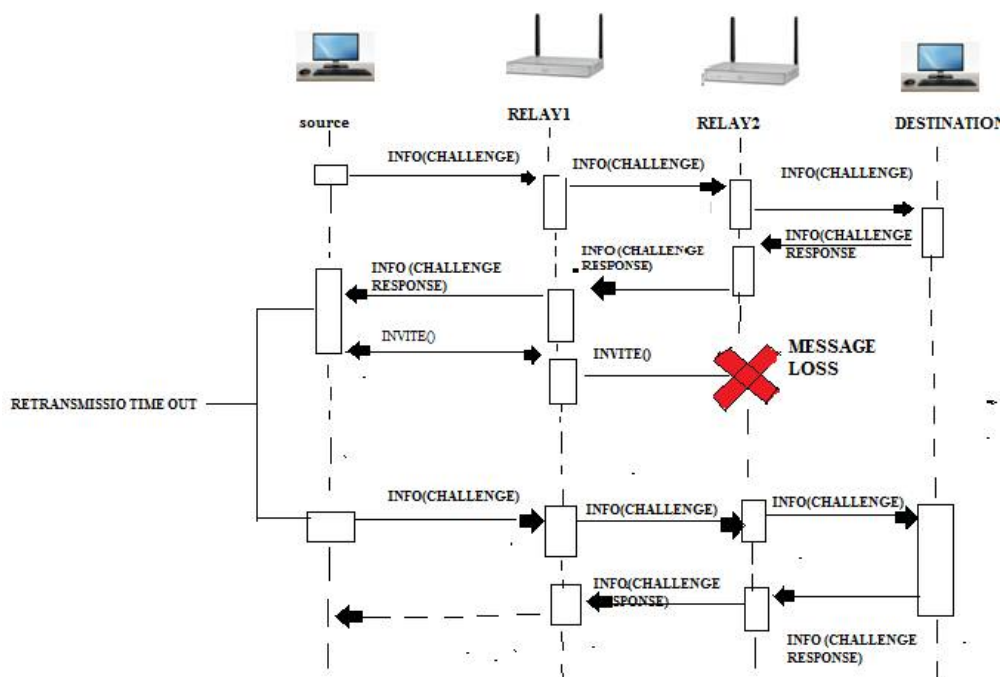 source
RELAY1
RELAY2
DESTINATION
INFO(CHALLENGE)
INFO(CHALLENGE)
INFO(CHALLENGE)
INFO(CHALLENGE
RESPONSE
INFO (CHALLENGE
RESPONSE)
INFO (CHALLENGE
RESPONSE)
INVITE()
INVITE()
MESSAGE
LOSS
RETRANSMISSIO TIME OUT
INFO(CHALLENGE)
INFO(CHALLENGE)
INFO(CHALLENGE)
INFO(CHALLENGE
RESPONSE)
INFO (CHALLENGE
RESPONSE)